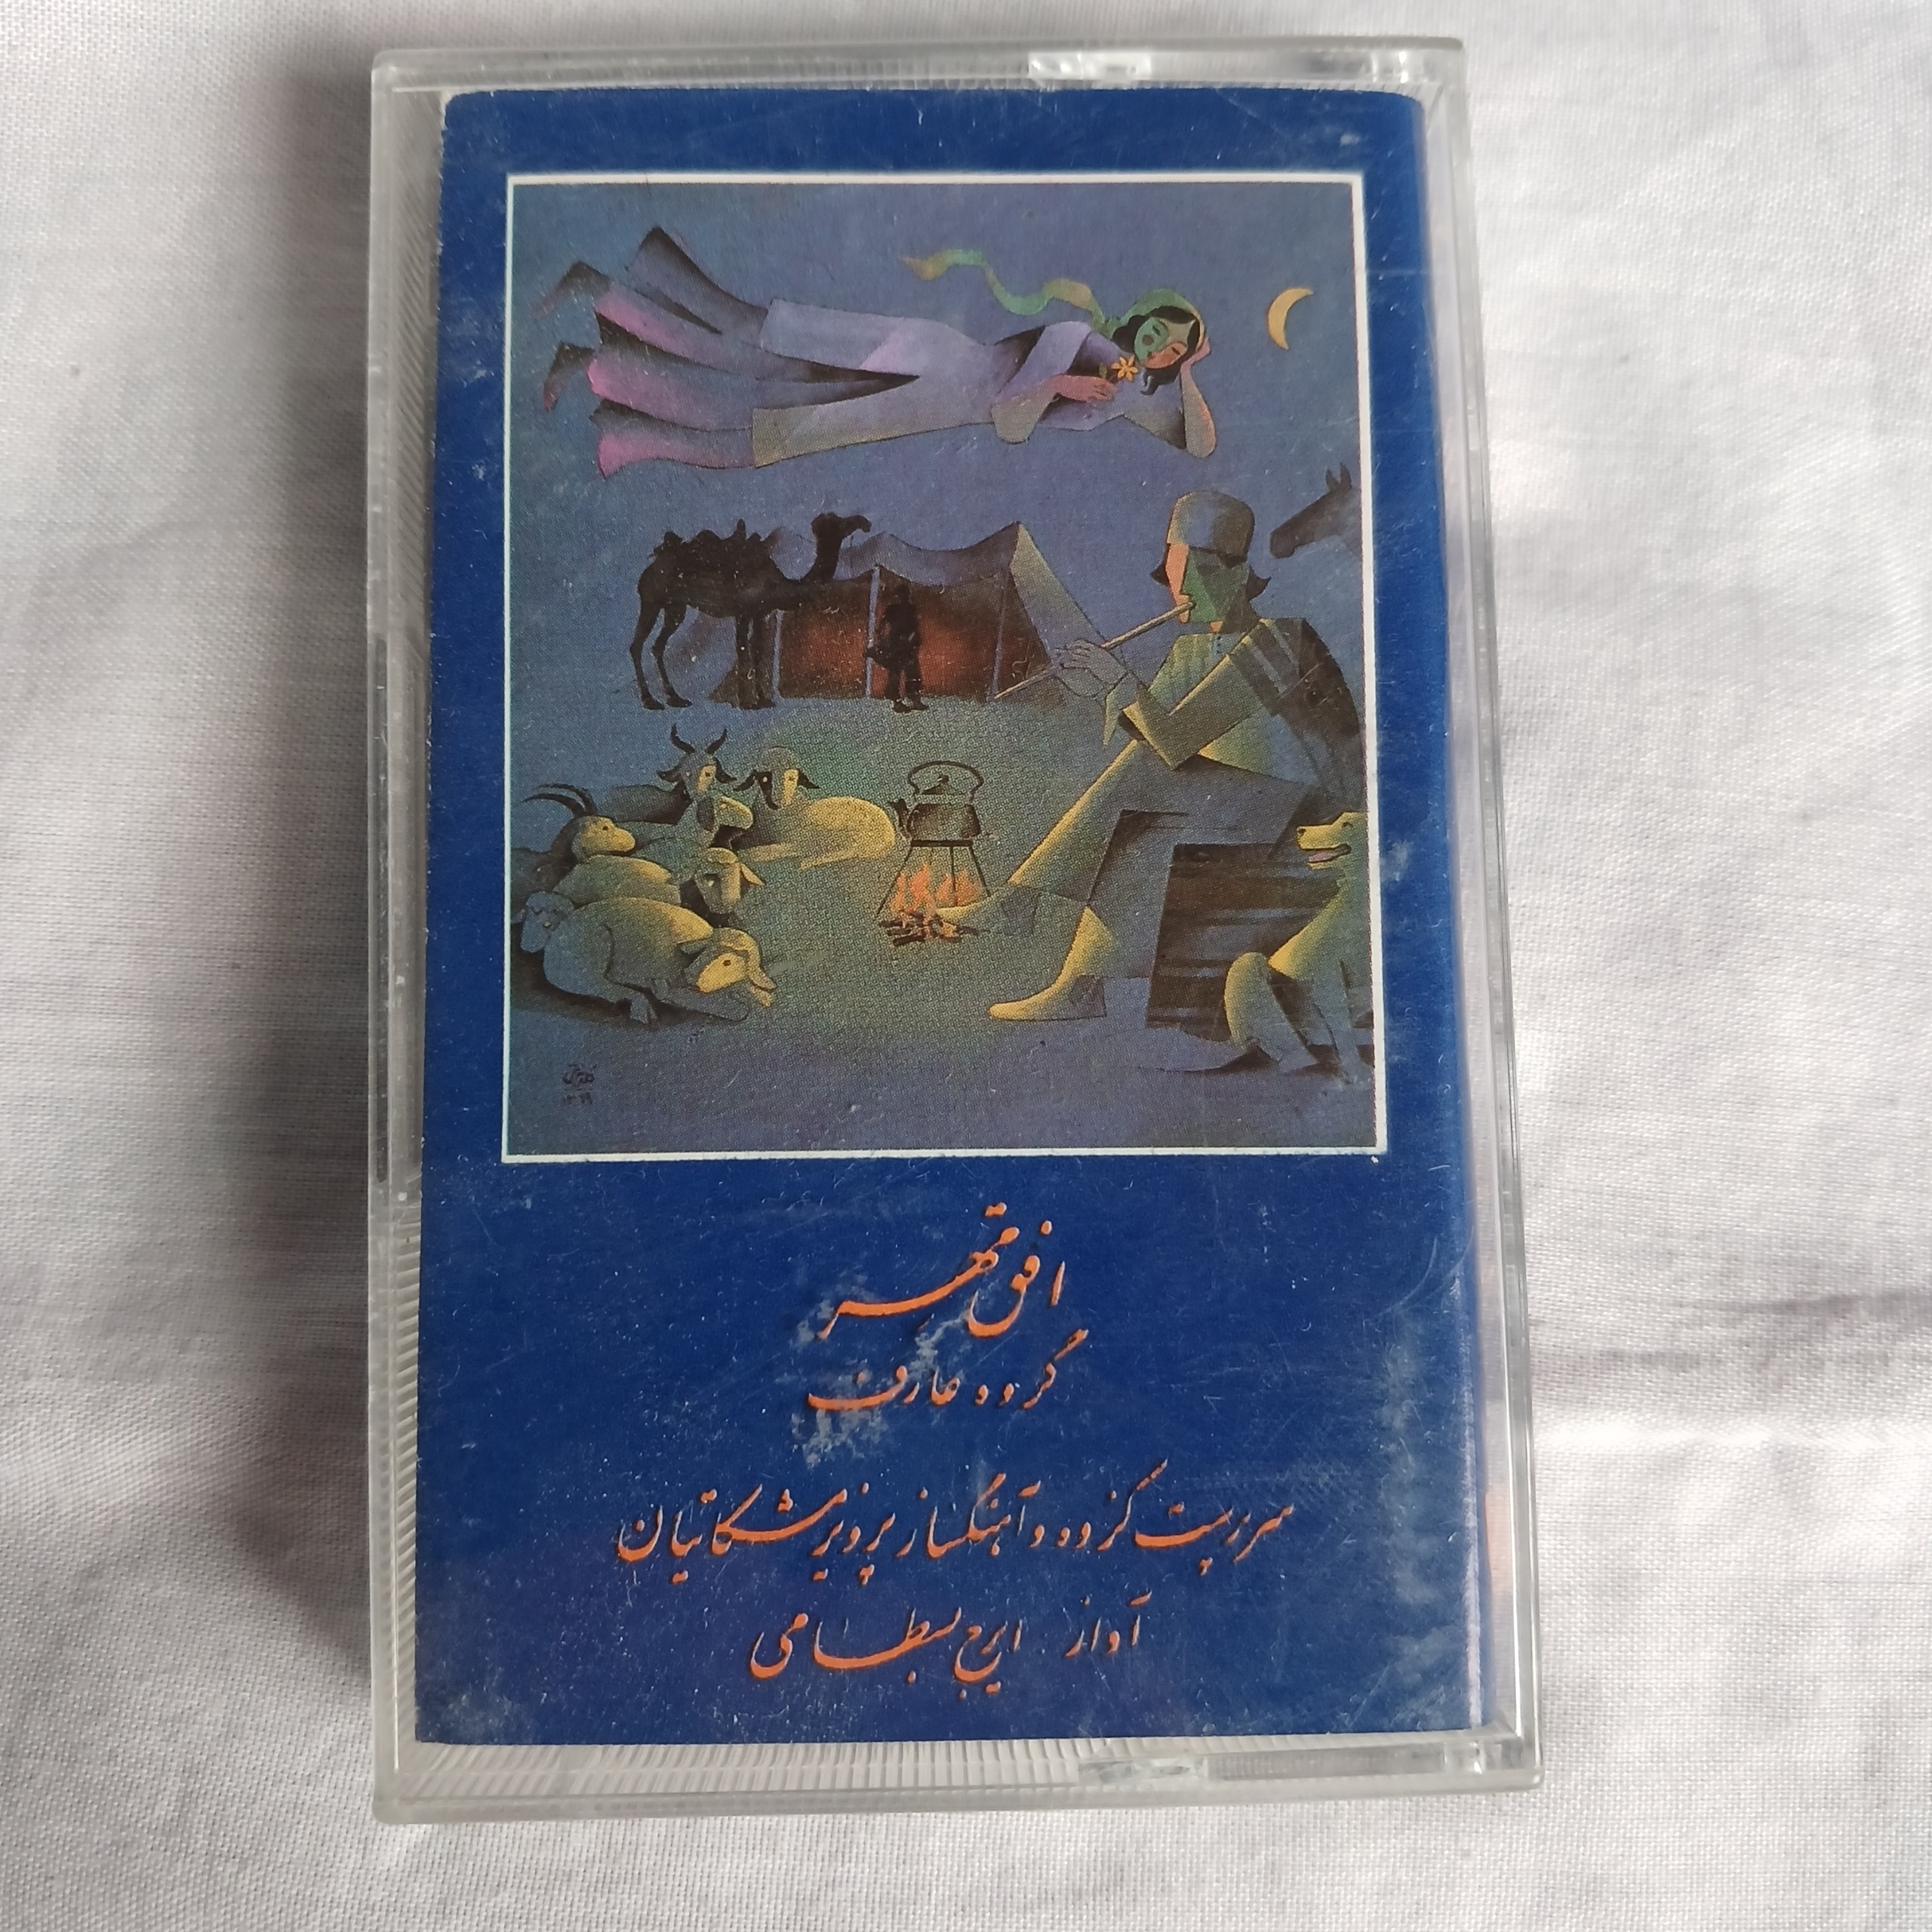 افق مهر
گروه عارف
سرپرست گروه و آهنگساز پرویز مشکاتیان
آواز ایرج بسطامی